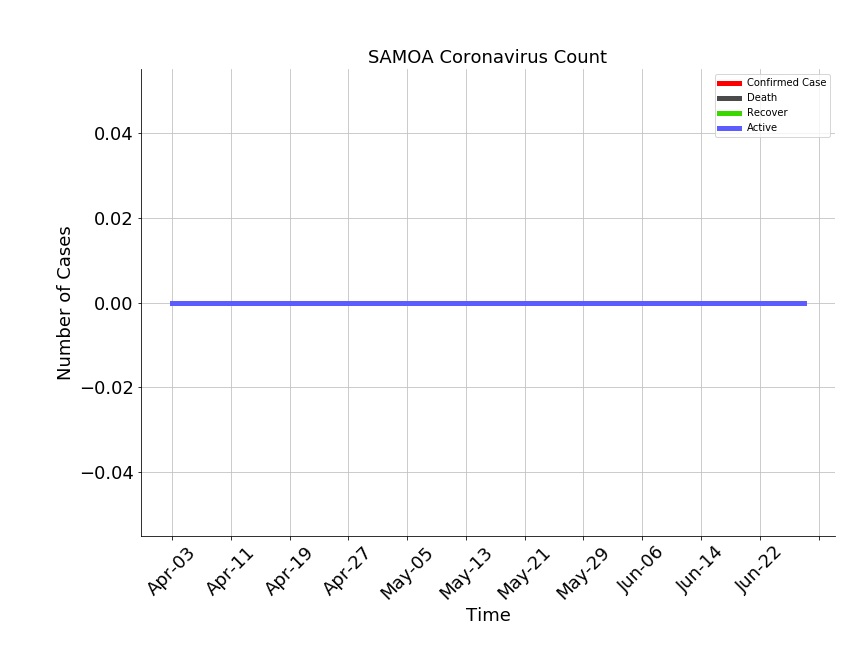 SAMOA Coronavirus Count
Confirmed Case
Death
Recover
Active
Number of Cases
0.04
0.02
0.00
−0.02
−0.04
Apr-03
Apr-11
Apr-19
Apr-27
May-05
May-13
May-21
May-29
Jun-06
Jun-14
Jun-22
Time